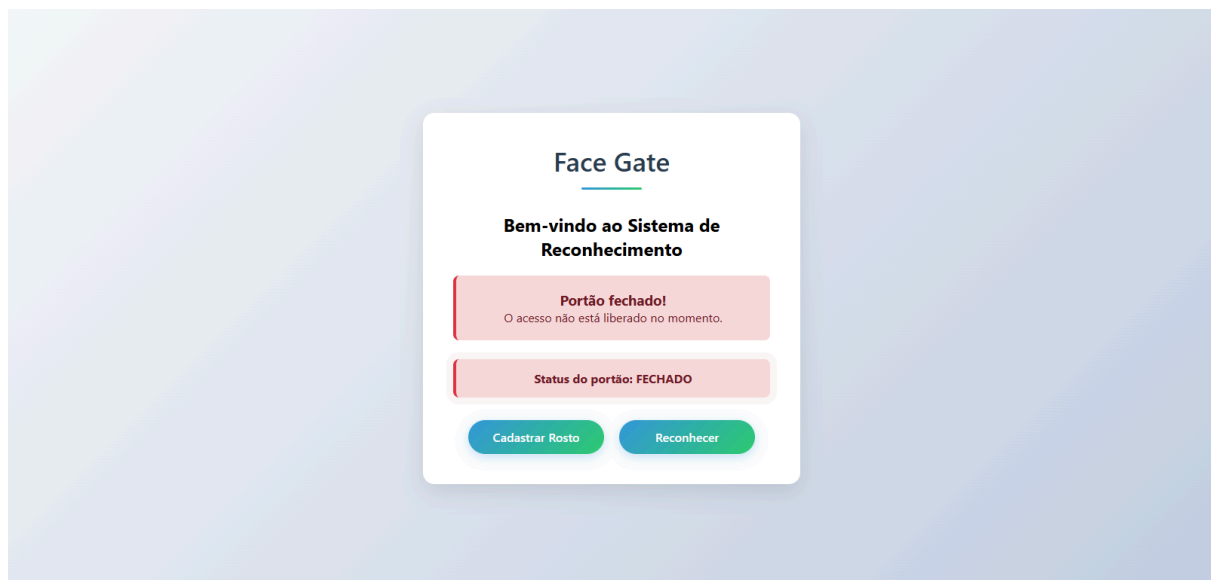 Face Gate
Bem-vindo ao Sistema de
Reconhecimento
Portão fechado!
O acesso não está liberado no momento.
Status do portão: FECHADO
Cadastrar Rosto
Reconhecer